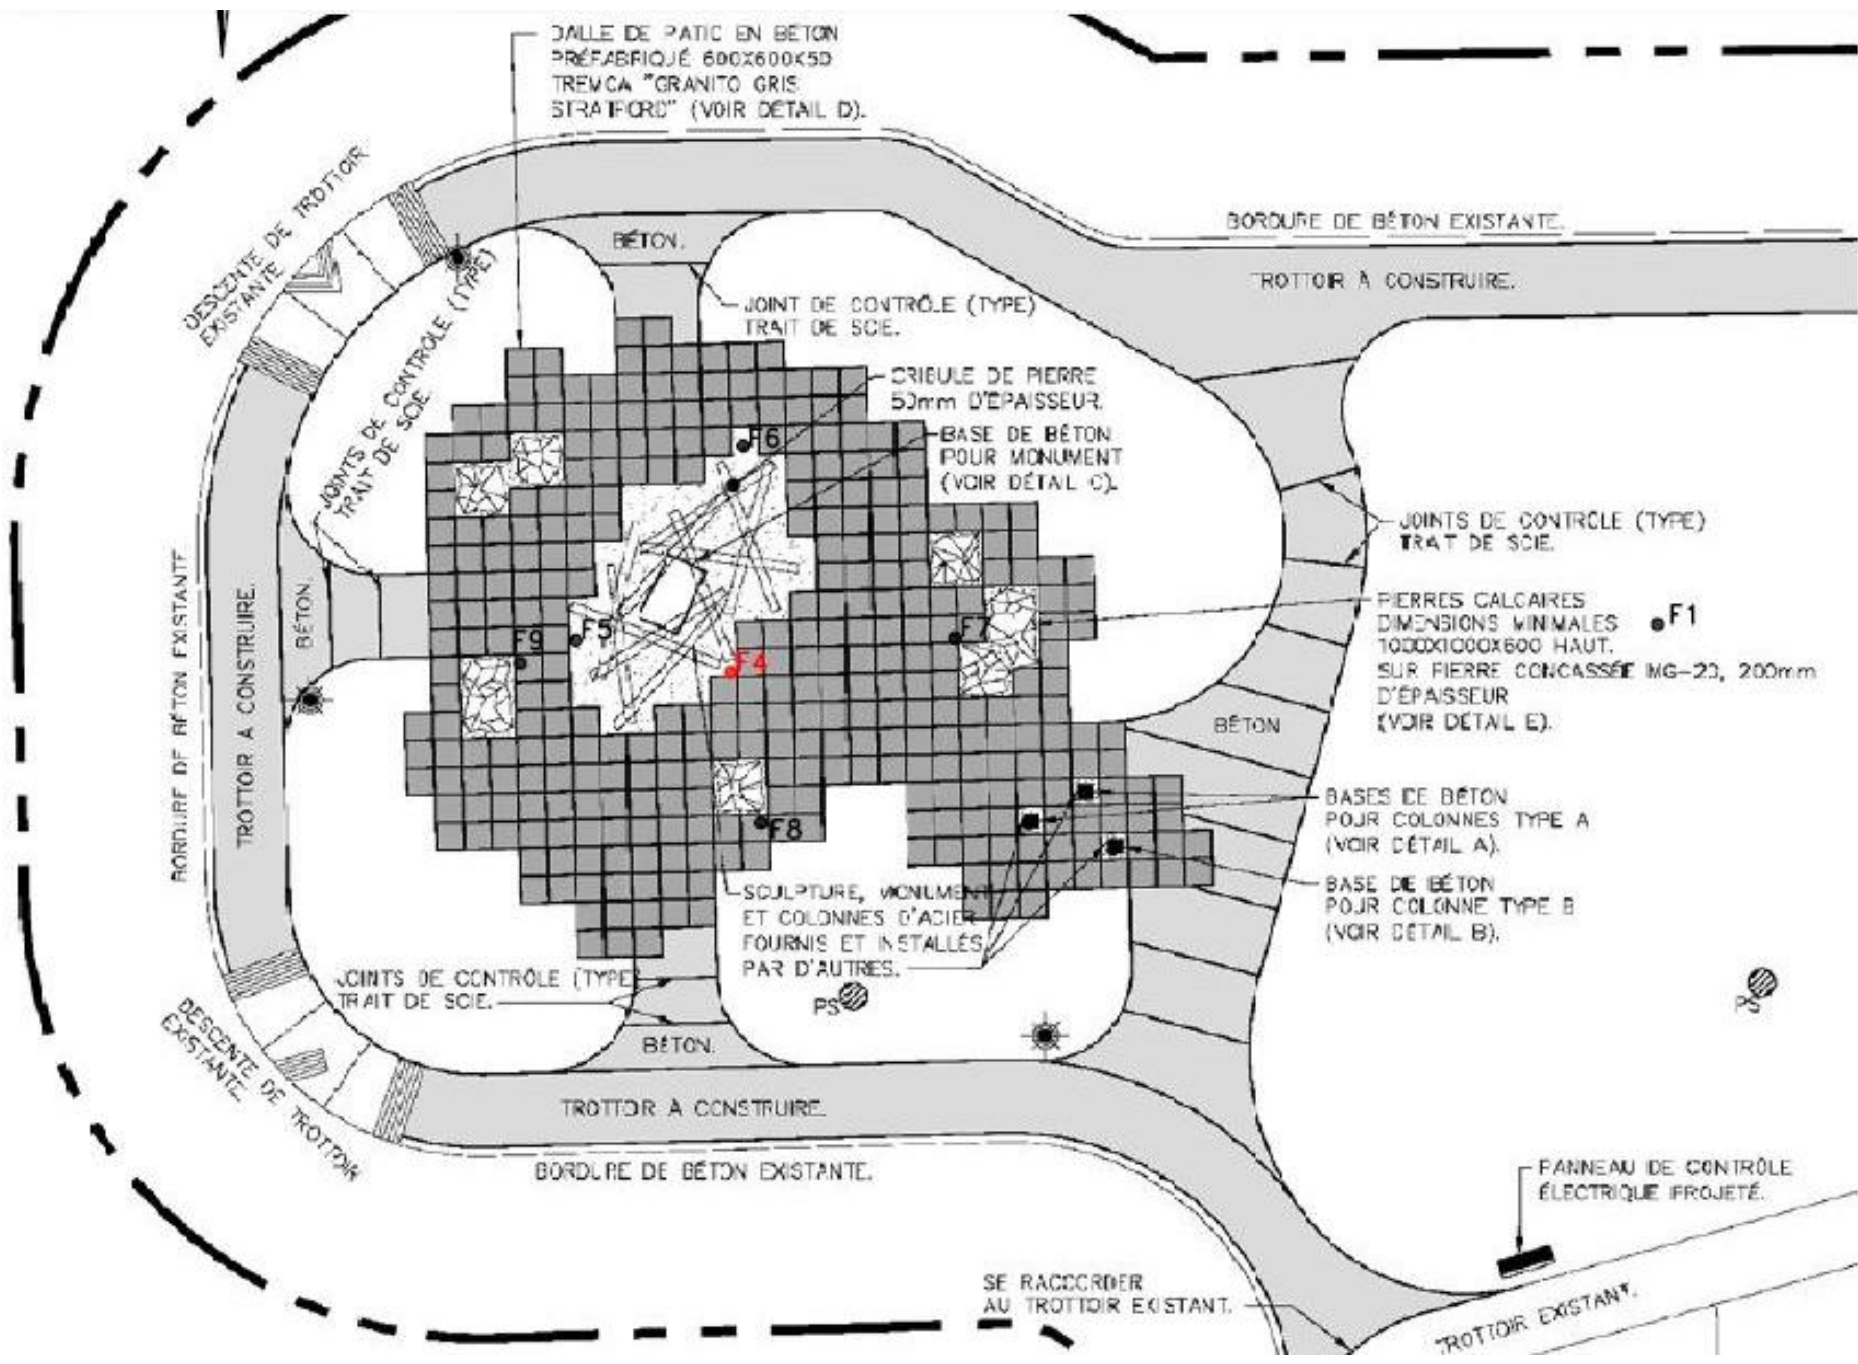 DALLE DE PATIO EN BÉTON
PRÉFABRIQUÉ 600X600X50
TREMCA "GRANITO GRIS
STRATFORD" (VOIR DÉTAIL D).
DESCENTE DE TROTTOIR
EXISTANTE
BÉTON.
BORDURE DE BÉTON EXISTANTE.
TROTTOIR À CONSTRUIRE.
JOINTS DE CONTRÔLE (TYPE)
TRAIT DE SCIE.
JOINT DE CONTRÔLE (TYPE)
TRAIT DE SCIE.
CRIBULE DE PIERRE
50mm D'ÉPAISSEUR.
BASE DE BÉTON
POUR MONUMENT
(VOIR DÉTAIL C).
F6
JOINTS DE CONTRÔLE (TYPE)
TRAIT DE SCIE.
BORDURE DE BÉTON EXISTANTE
TROTTOIR À CONSTRUIRE.
BÉTON.
F9
F5
F4
F7
PIERRES CALCAIRES
DIMENSIONS MINIMALES
1000X1000X600 HAUT.
SUR PIERRE CONCASSÉE MG-20, 200mm
D'ÉPAISSEUR
(VOIR DÉTAIL E).
F1
BÉTON
F8
BASES DE BÉTON
POUR COLONNES TYPE A
(VOIR DÉTAIL A).
BASE DE BÉTON
POUR COLONNE TYPE B
(VOIR DÉTAIL B).
SCULPTURE, MONUMENT
ET COLONNES D'ACIER
FOURNIS ET INSTALLÉS
PAR D'AUTRES.
JOINTS DE CONTRÔLE (TYPE)
TRAIT DE SCIE.
PS
PS
BÉTON.
DESCENTE DE TROTTOIR
EXISTANTE.
TROTTOIR À CONSTRUIRE.
BORDURE DE BÉTON EXISTANTE.
PANNEAU DE CONTRÔLE
ÉLECTRIQUE PROJETÉ.
SE RACCORDER
AU TROTTOIR EXISTANT.
TROTTOIR EXISTANT.